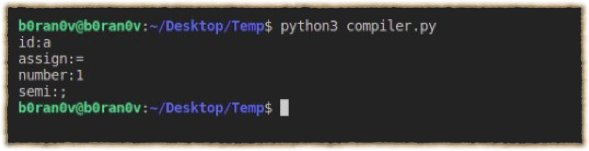 b0ran0v@b0ran0v:~/Desktop/Temp$ python3 compiler.py
id:a
assign:=
number:1
semi:;
b0ran0v@b0ran0v:~/Desktop/Temp$